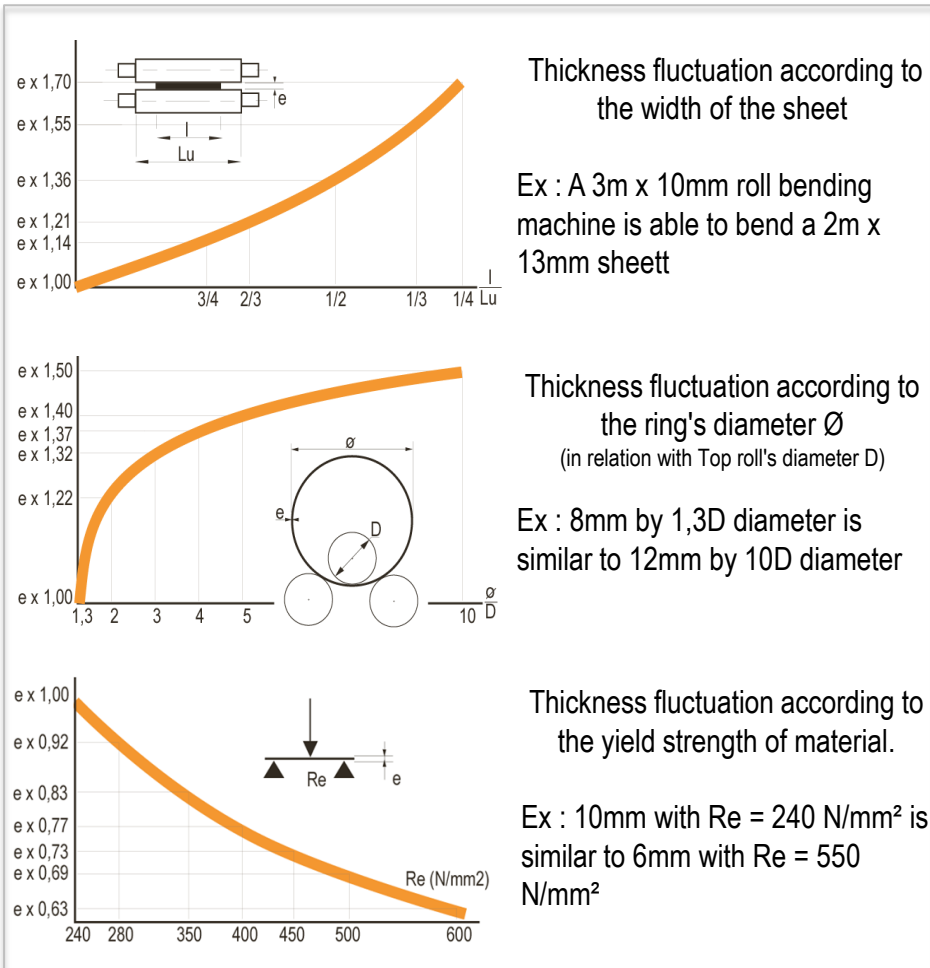 e x 1,70
e x 1,55
e x 1,36
e x 1,21
e x 1,14
e x 1,00
e
l
Lu
3/4 2/3 1/2 1/3 1/4 l/Lu
Thickness fluctuation according to
the width of the sheet
Ex : A 3m x 10mm roll bending
machine is able to bend a 2m x
13mm sheett
e x 1,50
e x 1,40
e x 1,37
e x 1,32
e x 1,22
e x 1,00
ø
e
D
1,3 2 3 4 5 10 ø/D
Thickness fluctuation according to
the ring's diameter Ø
(in relation with Top roll's diameter D)
Ex : 8mm by 1,3D diameter is
similar to 12mm by 10D diameter
e x 1,00
e x 0,92
e x 0,83
e x 0,77
e x 0,73
e x 0,69
e x 0,63
Re
e
Re (N/mm2)
240 280 350 400 450 500 600
Thickness fluctuation according to
the yield strength of material.
Ex : 10mm with Re = 240 N/mm² is
similar to 6mm with Re = 550
N/mm²